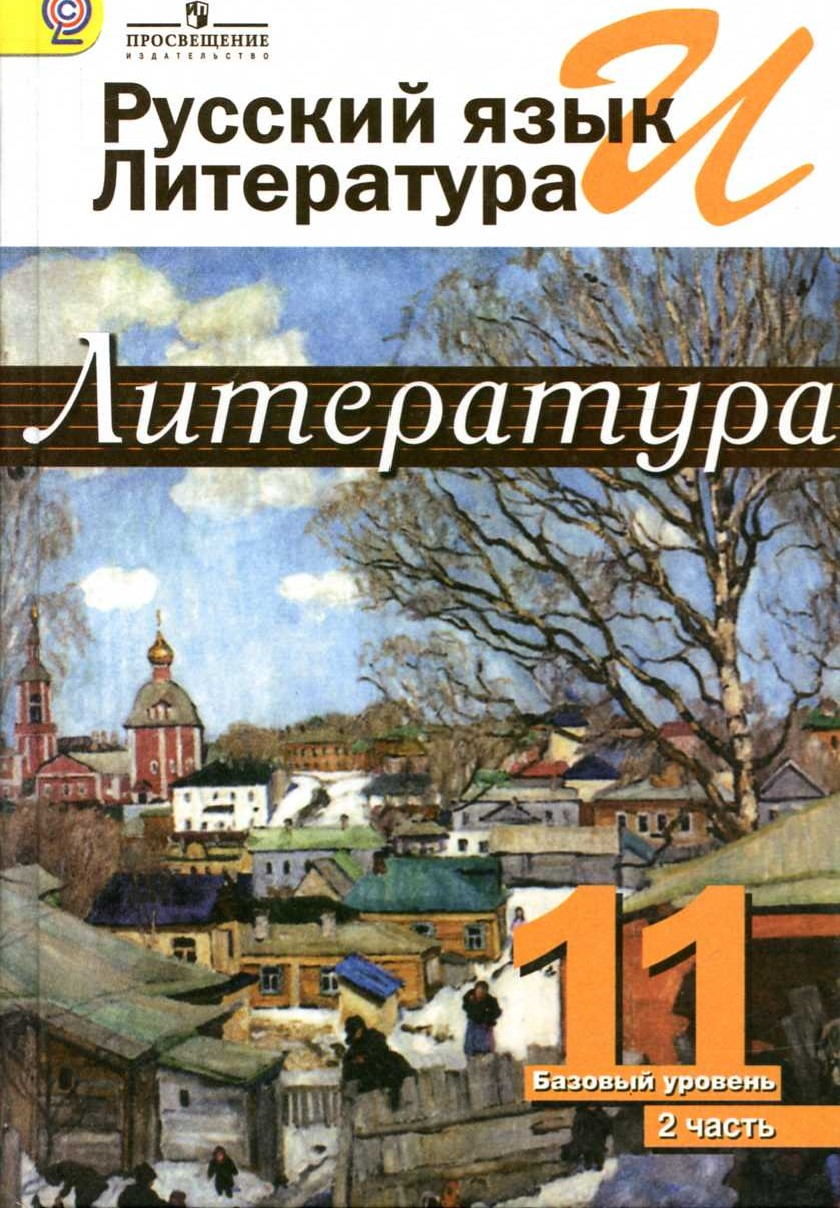 ПРОСВЕЩЕНИЕ
ИЗДАТЕЛЬСТВО
Русский язык И
Литература
Литература
11
Базовый уровень
2 часть